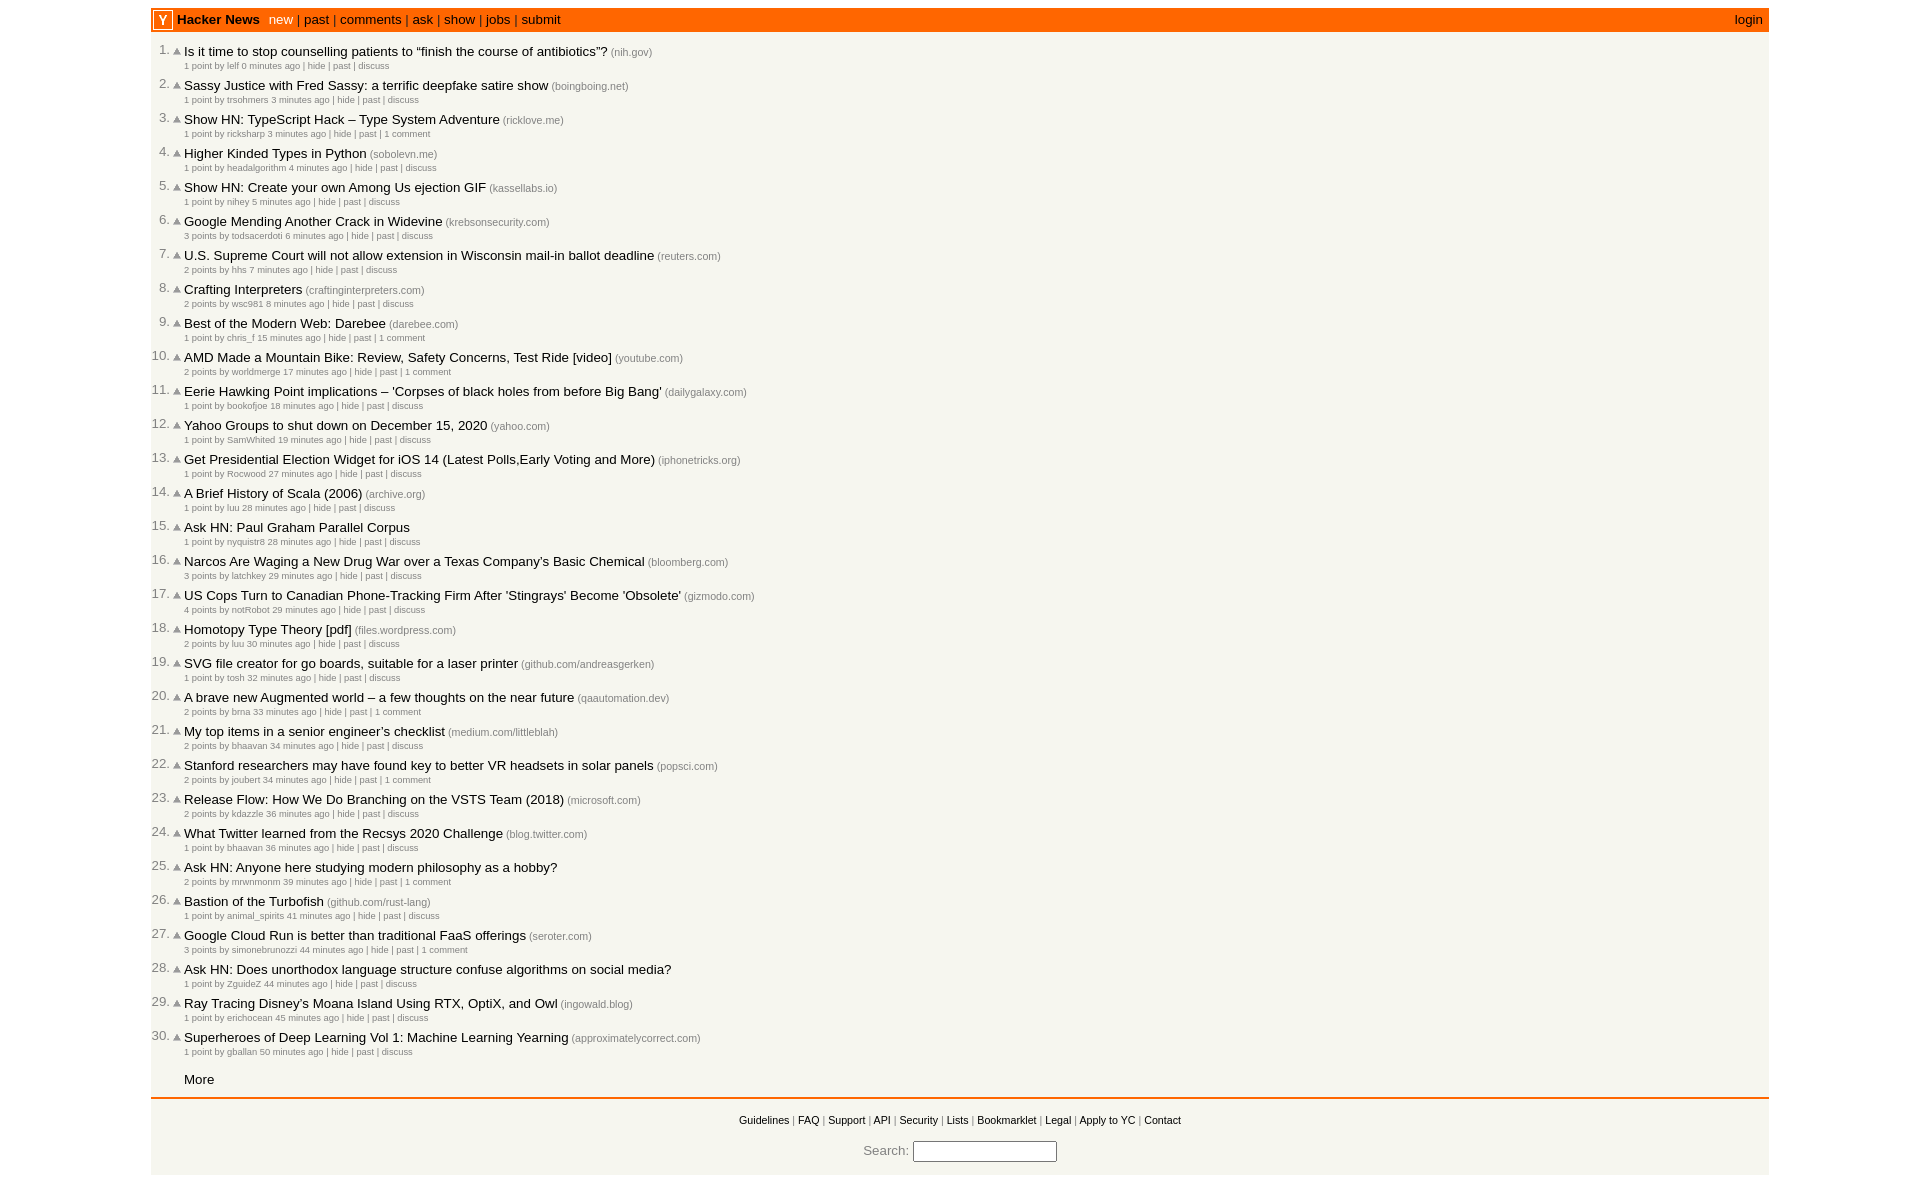 Y Hacker News new | past | comments | ask | show | jobs | submit login
1. Is it time to stop counselling patients to “finish the course of antibiotics”? (nih.gov)
1 point by lelf 0 minutes ago | hide | past | discuss
2. Sassy Justice with Fred Sassy: a terrific deepfake satire show (boingboing.net)
1 point by trsohmers 3 minutes ago | hide | past | discuss
3. Show HN: TypeScript Hack – Type System Adventure (ricklove.me)
1 point by ricksharp 3 minutes ago | hide | past | 1 comment
4. Higher Kinded Types in Python (sobolevn.me)
1 point by headalgorithm 4 minutes ago | hide | past | discuss
5. Show HN: Create your own Among Us ejection GIF (kassellabs.io)
1 point by nihey 5 minutes ago | hide | past | discuss
6. Google Mending Another Crack in Widevine (krebsonsecurity.com)
3 points by todsacerdoti 6 minutes ago | hide | past | discuss
7. U.S. Supreme Court will not allow extension in Wisconsin mail-in ballot deadline (reuters.com)
2 points by hhs 7 minutes ago | hide | past | discuss
8. Crafting Interpreters (craftinginterpreters.com)
2 points by wsc981 8 minutes ago | hide | past | discuss
9. Best of the Modern Web: Darebee (darebee.com)
1 point by chris_f 15 minutes ago | hide | past | 1 comment
10. AMD Made a Mountain Bike: Review, Safety Concerns, Test Ride [video] (youtube.com)
2 points by worldmerge 17 minutes ago | hide | past | 1 comment
11. Eerie Hawking Point implications – 'Corpses of black holes from before Big Bang' (dailygalaxy.com)
1 point by bookofjoe 18 minutes ago | hide | past | discuss
12. Yahoo Groups to shut down on December 15, 2020 (yahoo.com)
1 point by SamWhited 19 minutes ago | hide | past | discuss
13. Get Presidential Election Widget for iOS 14 (Latest Polls,Early Voting and More) (iphonetricks.org)
1 point by Rocwood 27 minutes ago | hide | past | discuss
14. A Brief History of Scala (2006) (archive.org)
1 point by luu 28 minutes ago | hide | past | discuss
15. Ask HN: Paul Graham Parallel Corpus
1 point by nyquistr8 28 minutes ago | hide | past | discuss
16. Narcos Are Waging a New Drug War over a Texas Company’s Basic Chemical (bloomberg.com)
3 points by latchkey 29 minutes ago | hide | past | discuss
17. US Cops Turn to Canadian Phone-Tracking Firm After 'Stingrays' Become 'Obsolete' (gizmodo.com)
4 points by notRobot 29 minutes ago | hide | past | discuss
18. Homotopy Type Theory [pdf] (files.wordpress.com)
2 points by luu 30 minutes ago | hide | past | discuss
19. SVG file creator for go boards, suitable for a laser printer (github.com/andreasgerken)
1 point by tosh 32 minutes ago | hide | past | discuss
20. A brave new Augmented world – a few thoughts on the near future (qaautomation.dev)
2 points by brna 33 minutes ago | hide | past | 1 comment
21. My top items in a senior engineer’s checklist (medium.com/littleblah)
2 points by bhaavan 34 minutes ago | hide | past | discuss
22. Stanford researchers may have found key to better VR headsets in solar panels (popsci.com)
2 points by joubert 34 minutes ago | hide | past | 1 comment
23. Release Flow: How We Do Branching on the VSTS Team (2018) (microsoft.com)
2 points by kdazzle 36 minutes ago | hide | past | discuss
24. What Twitter learned from the Recsys 2020 Challenge (blog.twitter.com)
1 point by bhaavan 36 minutes ago | hide | past | discuss
25. Ask HN: Anyone here studying modern philosophy as a hobby?
2 points by mrwnmonm 39 minutes ago | hide | past | 1 comment
26. Bastion of the Turbofish (github.com/rust-lang)
1 point by animal_spirits 41 minutes ago | hide | past | discuss
27. Google Cloud Run is better than traditional FaaS offerings (seroter.com)
3 points by simonebrunozzi 44 minutes ago | hide | past | 1 comment
28. Ask HN: Does unorthodox language structure confuse algorithms on social media?
1 point by ZguideZ 44 minutes ago | hide | past | discuss
29. Ray Tracing Disney’s Moana Island Using RTX, OptiX, and Owl (ingowald.blog)
1 point by erichocean 45 minutes ago | hide | past | discuss
30. Superheroes of Deep Learning Vol 1: Machine Learning Yearning (approximatelycorrect.com)
1 point by gballan 50 minutes ago | hide | past | discuss
More
Guidelines | FAQ | Support | API | Security | Lists | Bookmarklet | Legal | Apply to YC | Contact
Search: